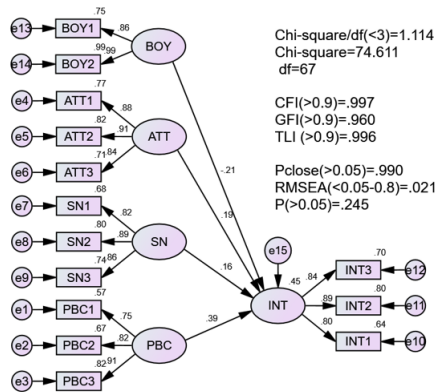 .75
e13 BOY1 .86
BOY
.99 .99
e14 BOY2
.77
e4 ATT1 .88
.82
e5 ATT2 .91 ATT
.71 .84
e6 ATT3
.68
e7 SN1 .82
.80
e8 SN2 .89 SN
.74 .86
e9 SN3
.57
e1 PBC1 .75
.67
e2 PBC2 .82 PBC
.82 .91
e3 PBC3
-.21
.19
.16
.39
e15
.45
INT
.84 .70
INT3 e12
.89 .80
INT2 e11
.80 .64
INT1 e10
Chi-square/df(<3)=1.114
Chi-square=74.611
df=67
CFI(>0.9)=.997
GFI(>0.9)=.960
TLI (>0.9)=.996
Pclose(>0.05)=.990
RMSEA(<0.05-0.8)=.021
P(>0.05)=.245